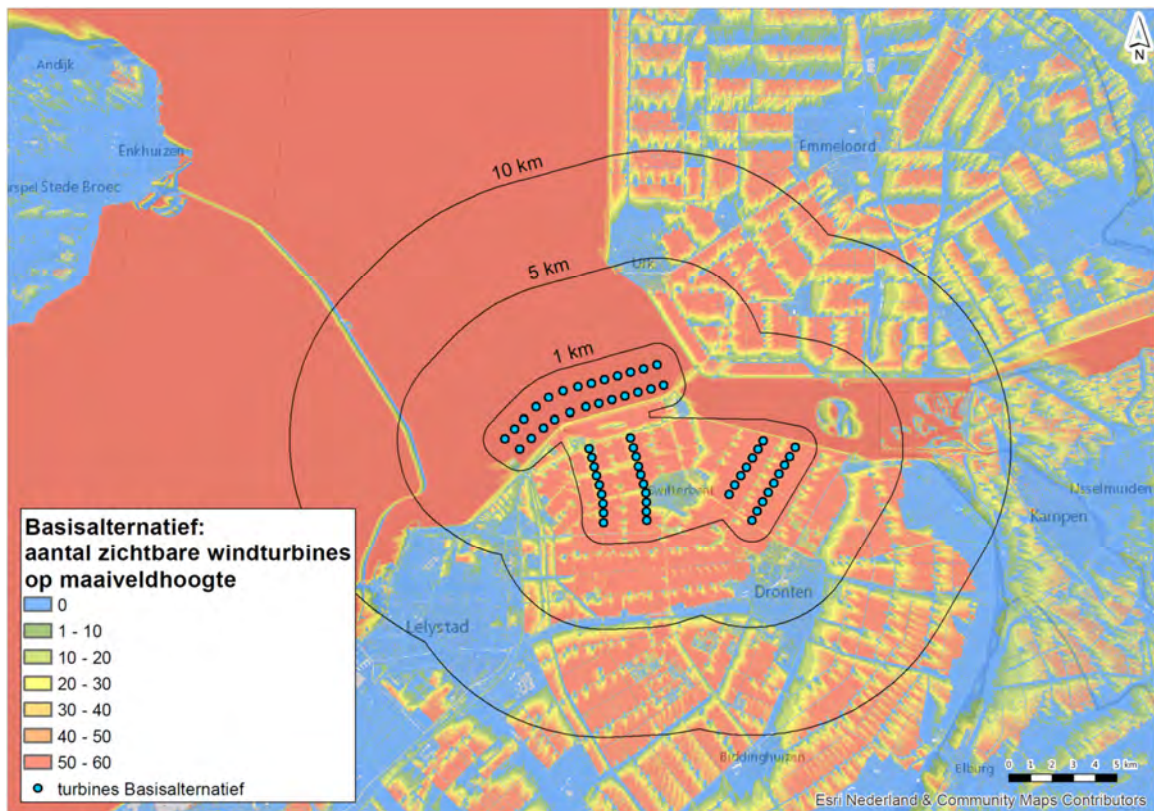 Andijk
N
Enkhuizen
Emmeloord
rspel Stede Broec
10 km
5 km
Urk
1 km
Swifterbant
IJsselmuiden
Kampen
Dronten
Lelystad
Biddinghuizen
Elburg
Basisalternatief:
aantal zichtbare windturbines
op maaiveldhoogte
0
1 - 10
10 - 20
20 - 30
30 - 40
40 - 50
50 - 60
turbines Basisalternatief
0 1 2 3 4 5 km
Esri Nederland & Community Maps Contributors